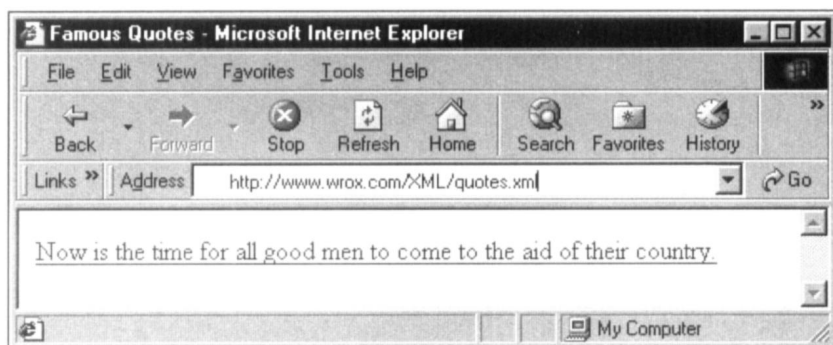 Famous Quotes - Microsoft Internet Explorer
File Edit View Favorites Tools Help
Back Forward Stop Refresh Home Search Favorites History »
Links » Address http://www.wrox.com/XML/quotes.xml Go
Now is the time for all good men to come to the aid of their country.
My Computer